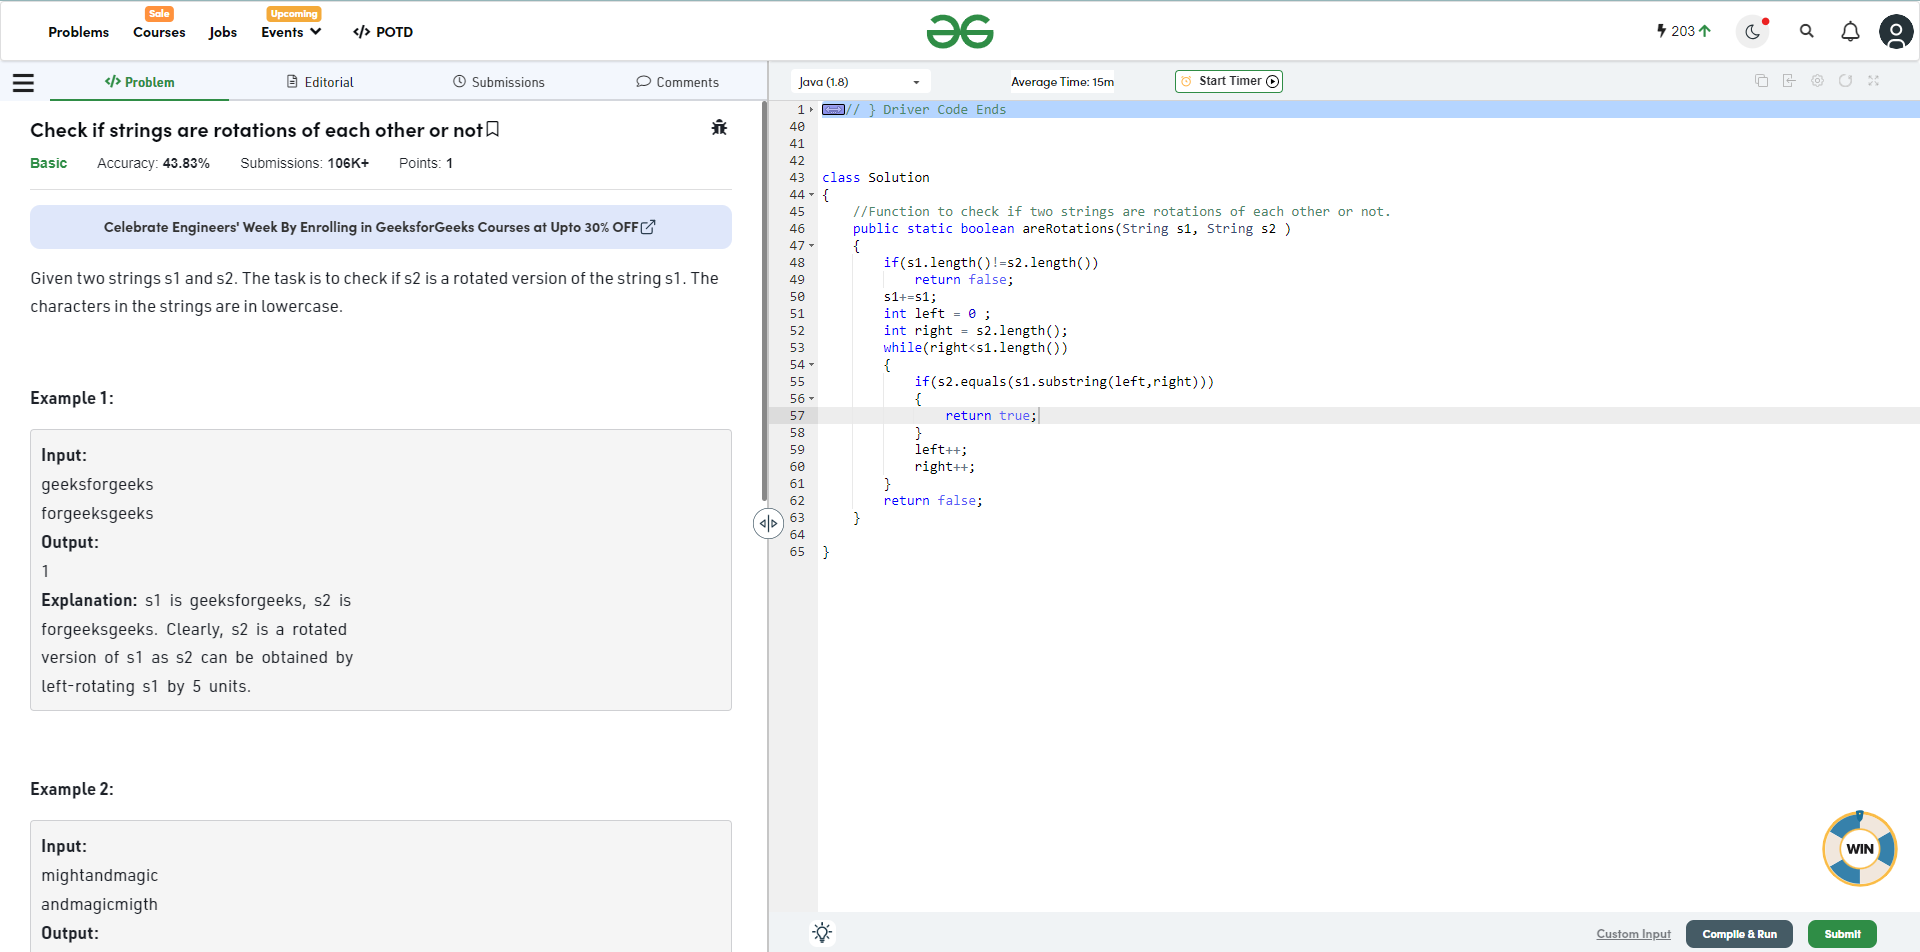 Problems
Sale
Courses
Jobs
Upcoming
Events
</> POTD
203
</> Problem
Editorial
Submissions
Comments
Java (1.8)
Average Time: 15m
Start Timer
Check if strings are rotations of each other or not
Basic Accuracy: 43.83% Submissions: 106K+ Points: 1
Celebrate Engineers' Week By Enrolling in GeeksforGeeks Courses at Upto 30% OFF
Given two strings s1 and s2. The task is to check if s2 is a rotated version of the string s1. The
characters in the strings are in lowercase.
Example 1:
Input:
geeksforgeeks
forgeeksgeeks
Output:
1
Explanation: s1 is geeksforgeeks, s2 is
forgeeksgeeks. Clearly, s2 is a rotated
version of s1 as s2 can be obtained by
left-rotating s1 by 5 units.
Example 2:
Input:
mightandmagic
andmagicmigth
Output:
1 // } Driver Code Ends
40
41
42
43 class Solution
44 {
45 //Function to check if two strings are rotations of each other or not.
46 public static boolean areRotations(String s1, String s2 )
47 {
48 if(s1.length()!=s2.length())
49 return false;
50 s1+=s1;
51 int left = 0 ;
52 int right = s2.length();
53 while(right<s1.length())
54 {
55 if(s2.equals(s1.substring(left,right)))
56 {
57 return true;
58 }
59 left++;
60 right++;
61 }
62 return false;
63 }
64
65 }
WIN
Custom Input
Compile & Run
Submit